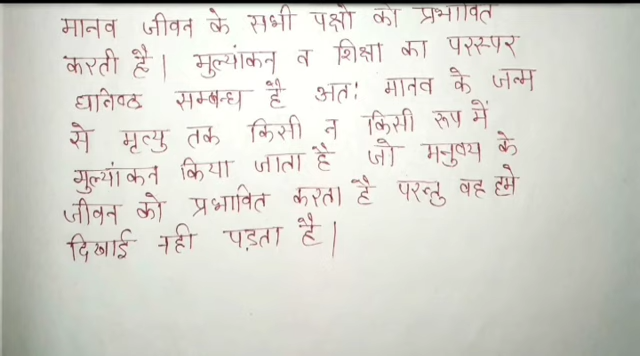 मानव जीवन के सभी पक्षो को प्रभावित
करती है। मुल्यांकन व शिक्षा का परस्पर
घनिष्ठ सम्बन्ध है अतः मानव के जन्म
से मृत्यु तक किसी न किसी रूप में
मुल्यांकन किया जाता है जो मनुष्य के
जीवन को प्रभावित करता है परन्तु वह हमे
दिखाई नही पड़ता है।